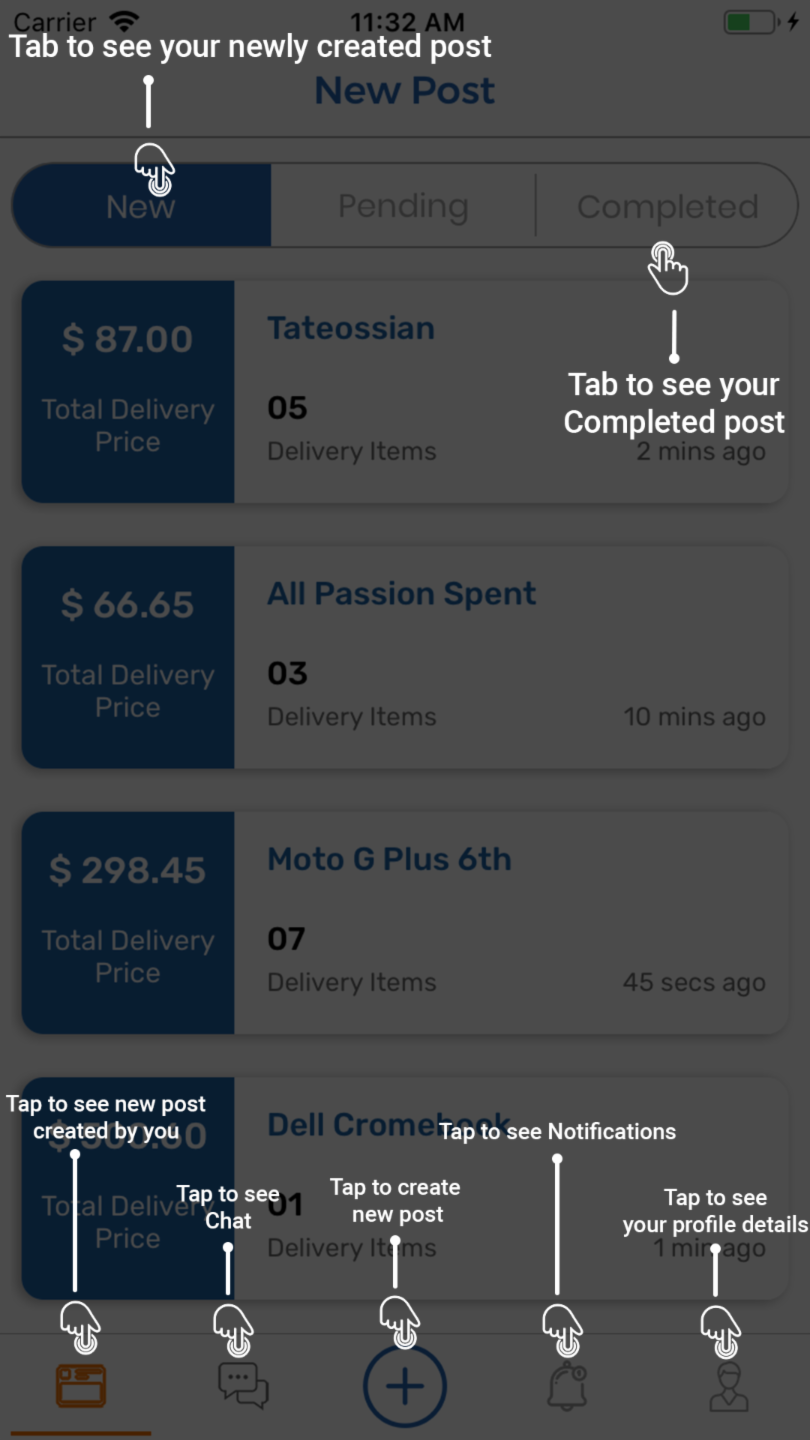 Carrier 11:32 AM
Tab to see your newly created post
New Post
New Pending Completed
$ 87.00
Total Delivery
Price
Tateossian
05
Delivery Items
Tab to see your
Completed post
2 mins ago
$ 66.65
Total Delivery
Price
All Passion Spent
03
Delivery Items
10 mins ago
$ 298.45
Total Delivery
Price
Moto G Plus 6th
07
Delivery Items
45 secs ago
Tap to see new post
created by you
Total Delivery
Price
Dell Cromebook
Tap to see Notifications
01
Delivery Items
1 min ago
Tap to see
Chat
Tap to create
new post
Tap to see
your profile details